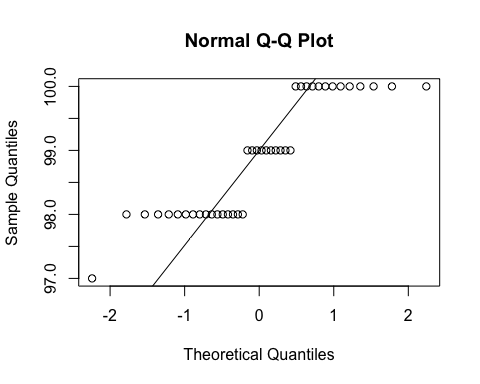 Normal Q-Q Plot
Sample Quantiles
100.0
99.0
98.0
97.0
-2 -1 0 1 2
Theoretical Quantiles